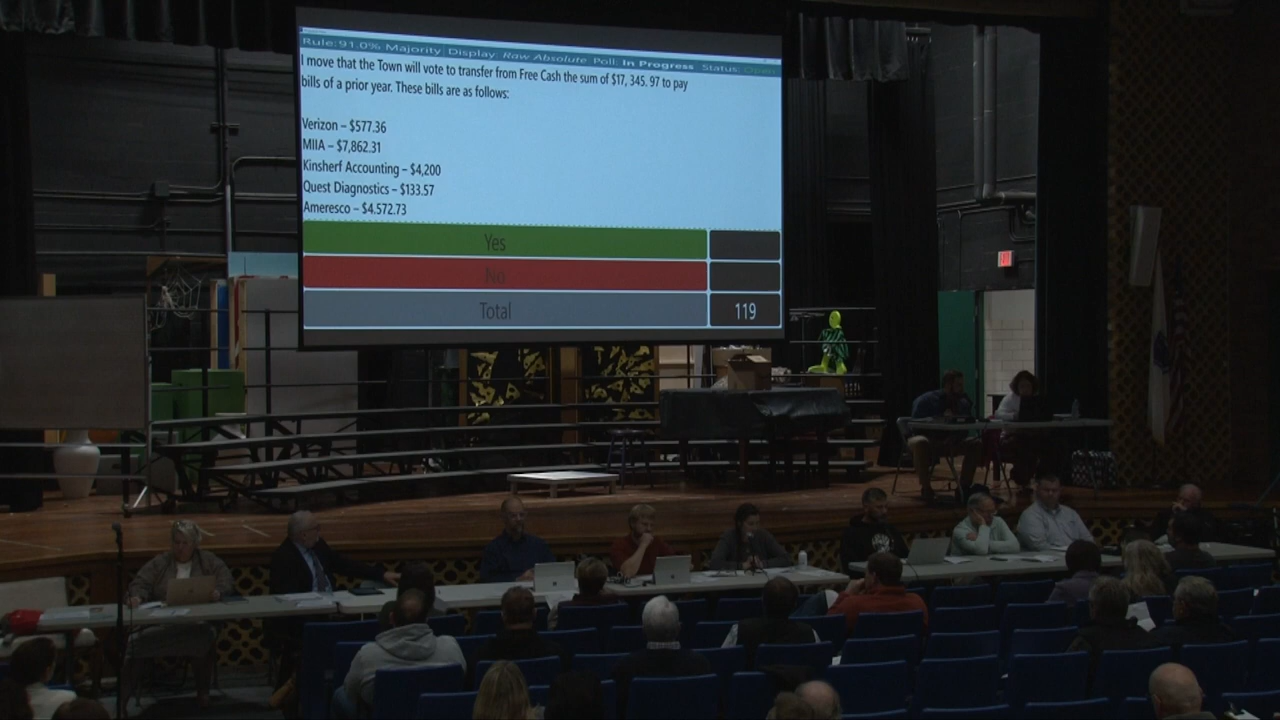 Rule: 91.0% Majority Display: Raw Absolute Poll: In Progress Status: Open
I move that the Town will vote to transfer from Free Cash the sum of $17, 345. 97 to pay
bills of a prior year. These bills are as follows:
Verizon – $577.36
MIIA – $7,862.31
Kinsherf Accounting – $4,200
Quest Diagnostics – $133.57
Ameresco – $4.572.73
Yes
No
Total 119